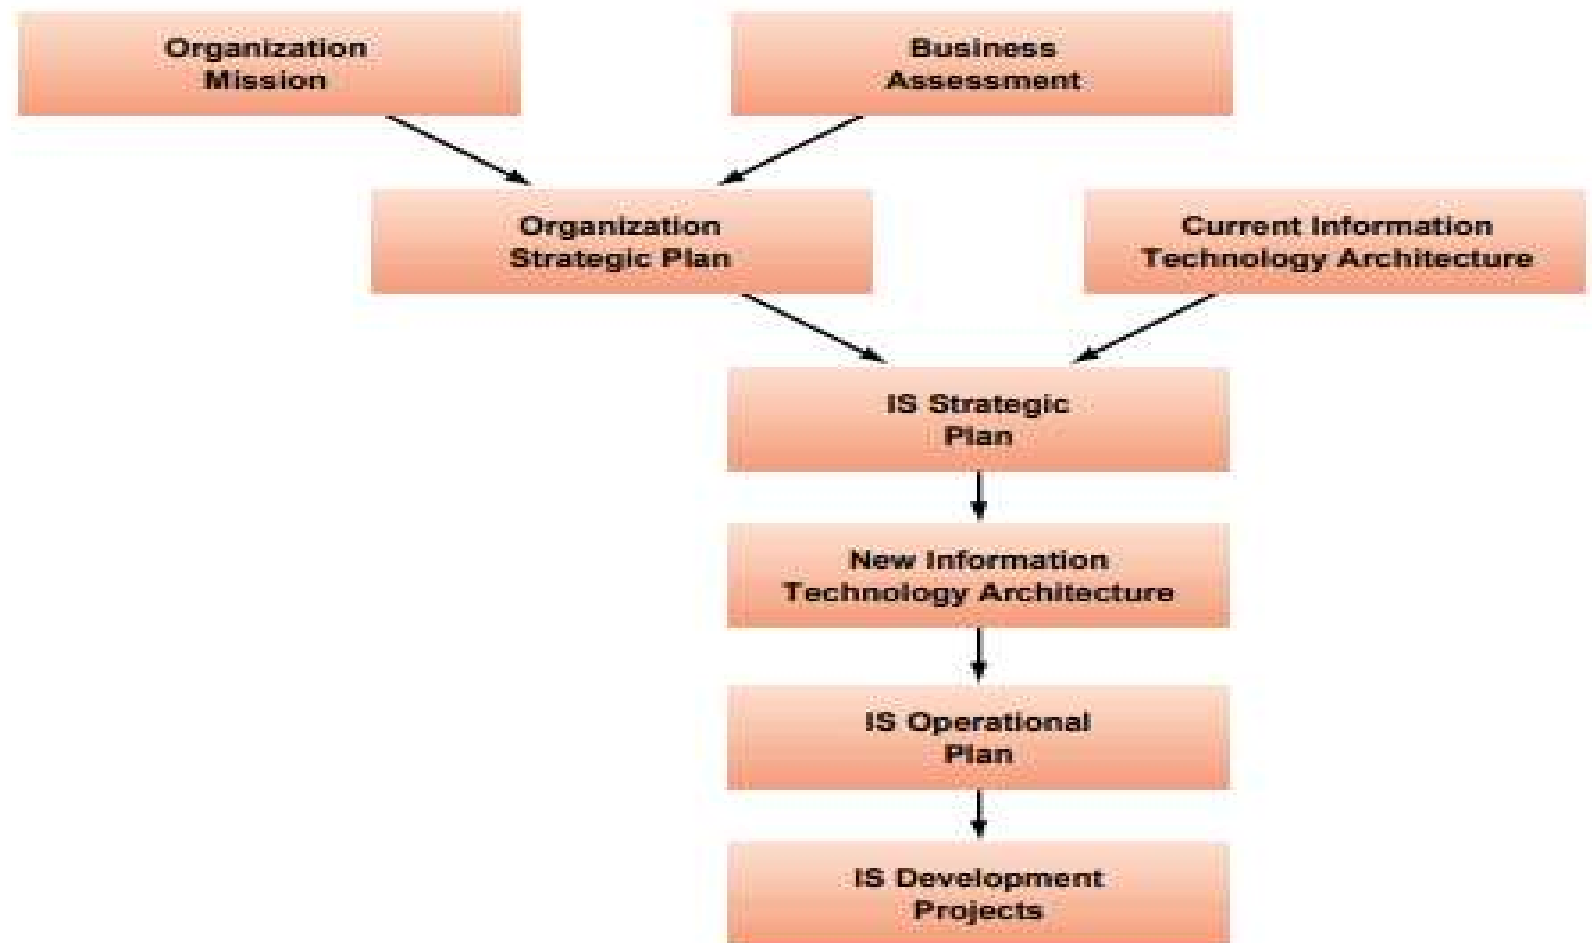 Organization
Mission
Business
Assessment
Organization
Strategic Plan
Current Information
Technology Architecture
IS Strategic
Plan
New Information
Technology Architecture
IS Operational
Plan
IS Development
Projects